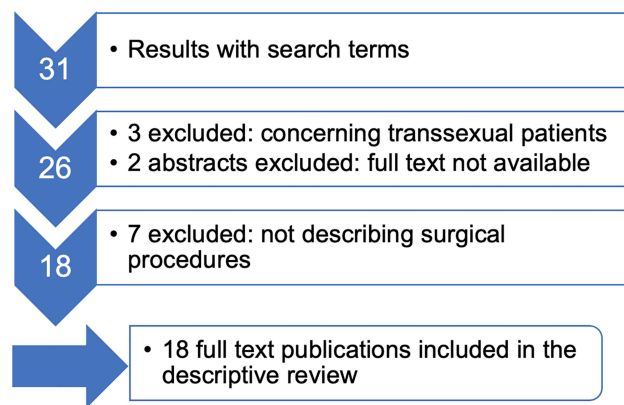 31
• Results with search terms
26
• 3 excluded: concerning transsexual patients
• 2 abstracts excluded: full text not available
18
• 7 excluded: not describing surgical
procedures
• 18 full text publications included in the
descriptive review